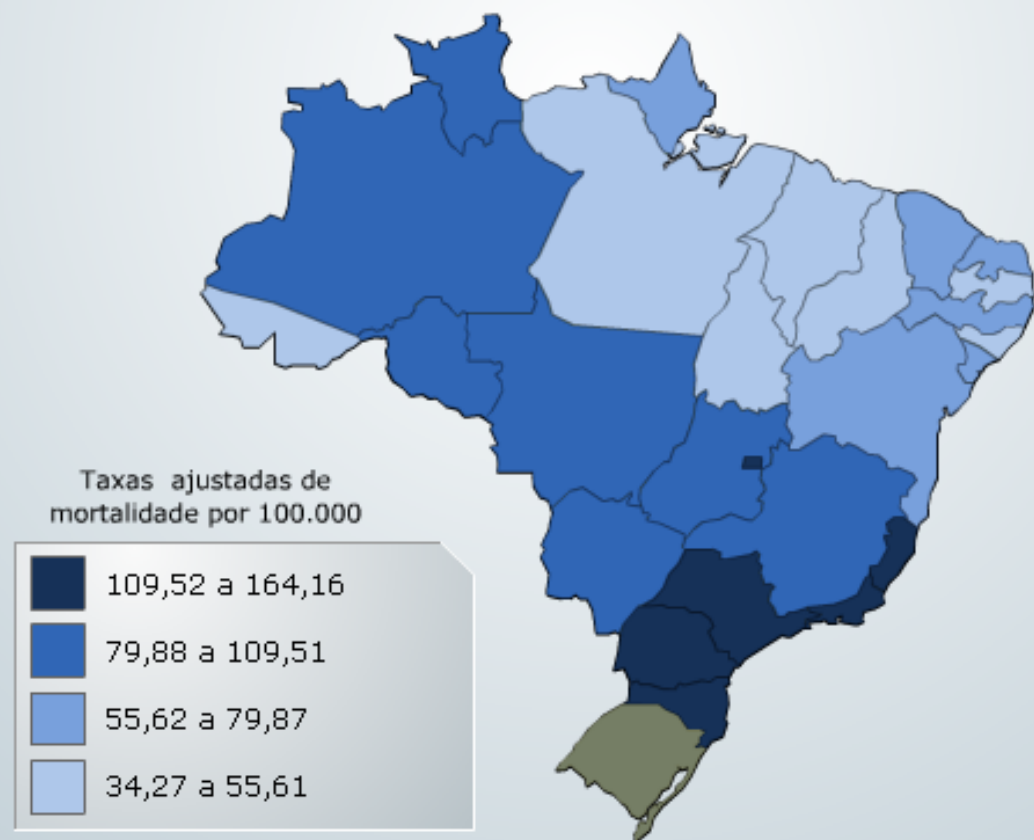 Taxas ajustadas de
mortalidade por 100.000
109,52 a 164,16
79,88 a 109,51
55,62 a 79,87
34,27 a 55,61